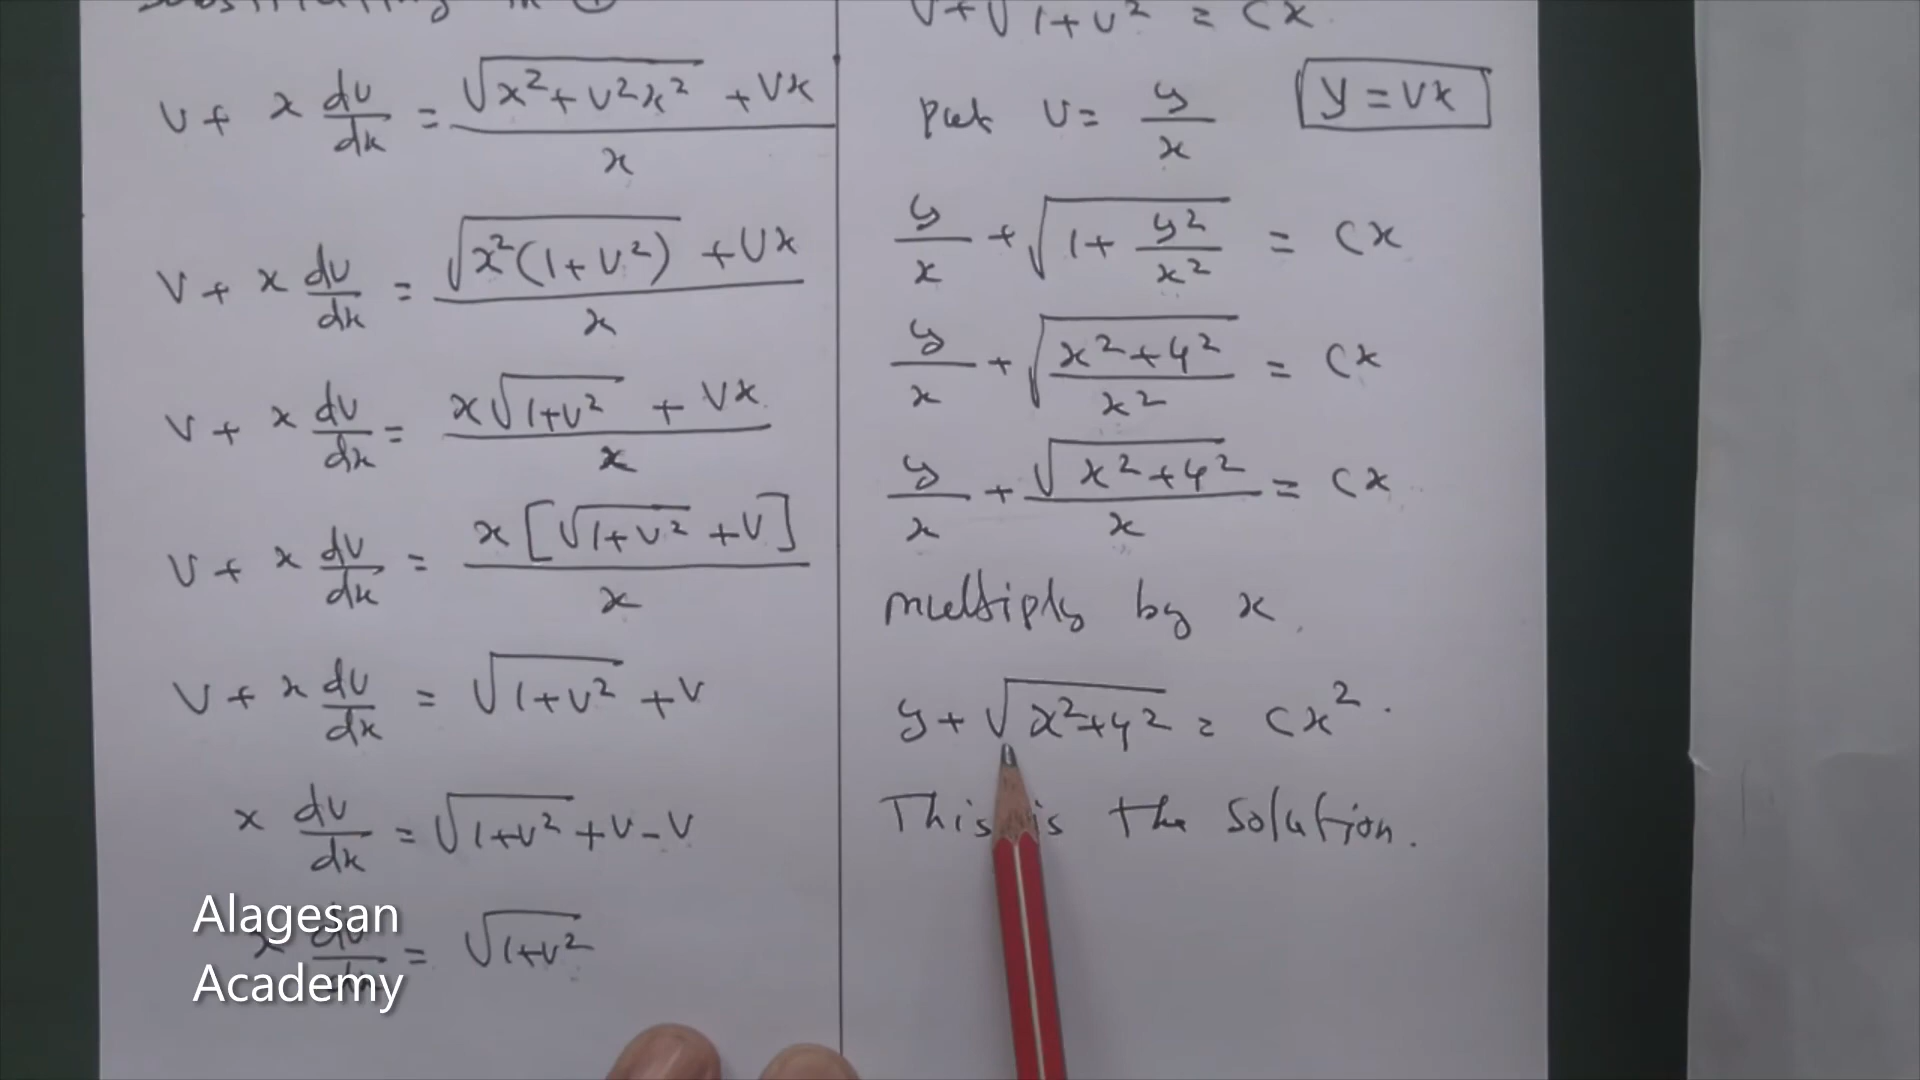 substituting in ①
V + x dv/dx = (√(x² + v²x²) + Vx)/x
V + x dv/dx = (√(x²(1+v²)) + Vx)/x
V + x dv/dx = (x√(1+v²) + Vx)/x
V + x dv/dx = x[√(1+v²) + V]/x
V + x dv/dx = √(1+v²) + V
x dv/dx = √(1+v²) + V - V
x dv/dx = √(1+v²)
V + √(1+v²) = Cx
Put V = y/x
y = Vx
y/x + √(1 + y²/x²) = Cx
y/x + √((x²+y²)/x²) = Cx
y/x + √(x²+y²)/x = Cx
multiply by x.
y + √(x²+y²) = Cx².
This is the solution.
Alagesan
Academy